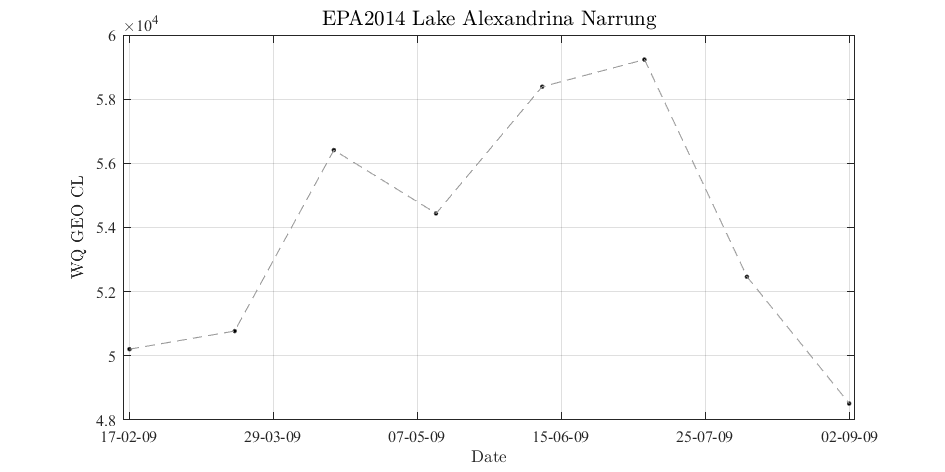 EPA2014 Lake Alexandrina Narrung
×10⁴
6
5.8
5.6
5.4
5.2
5
4.8
WQ GEO CL
17-02-09 29-03-09 07-05-09 15-06-09 25-07-09 02-09-09
Date